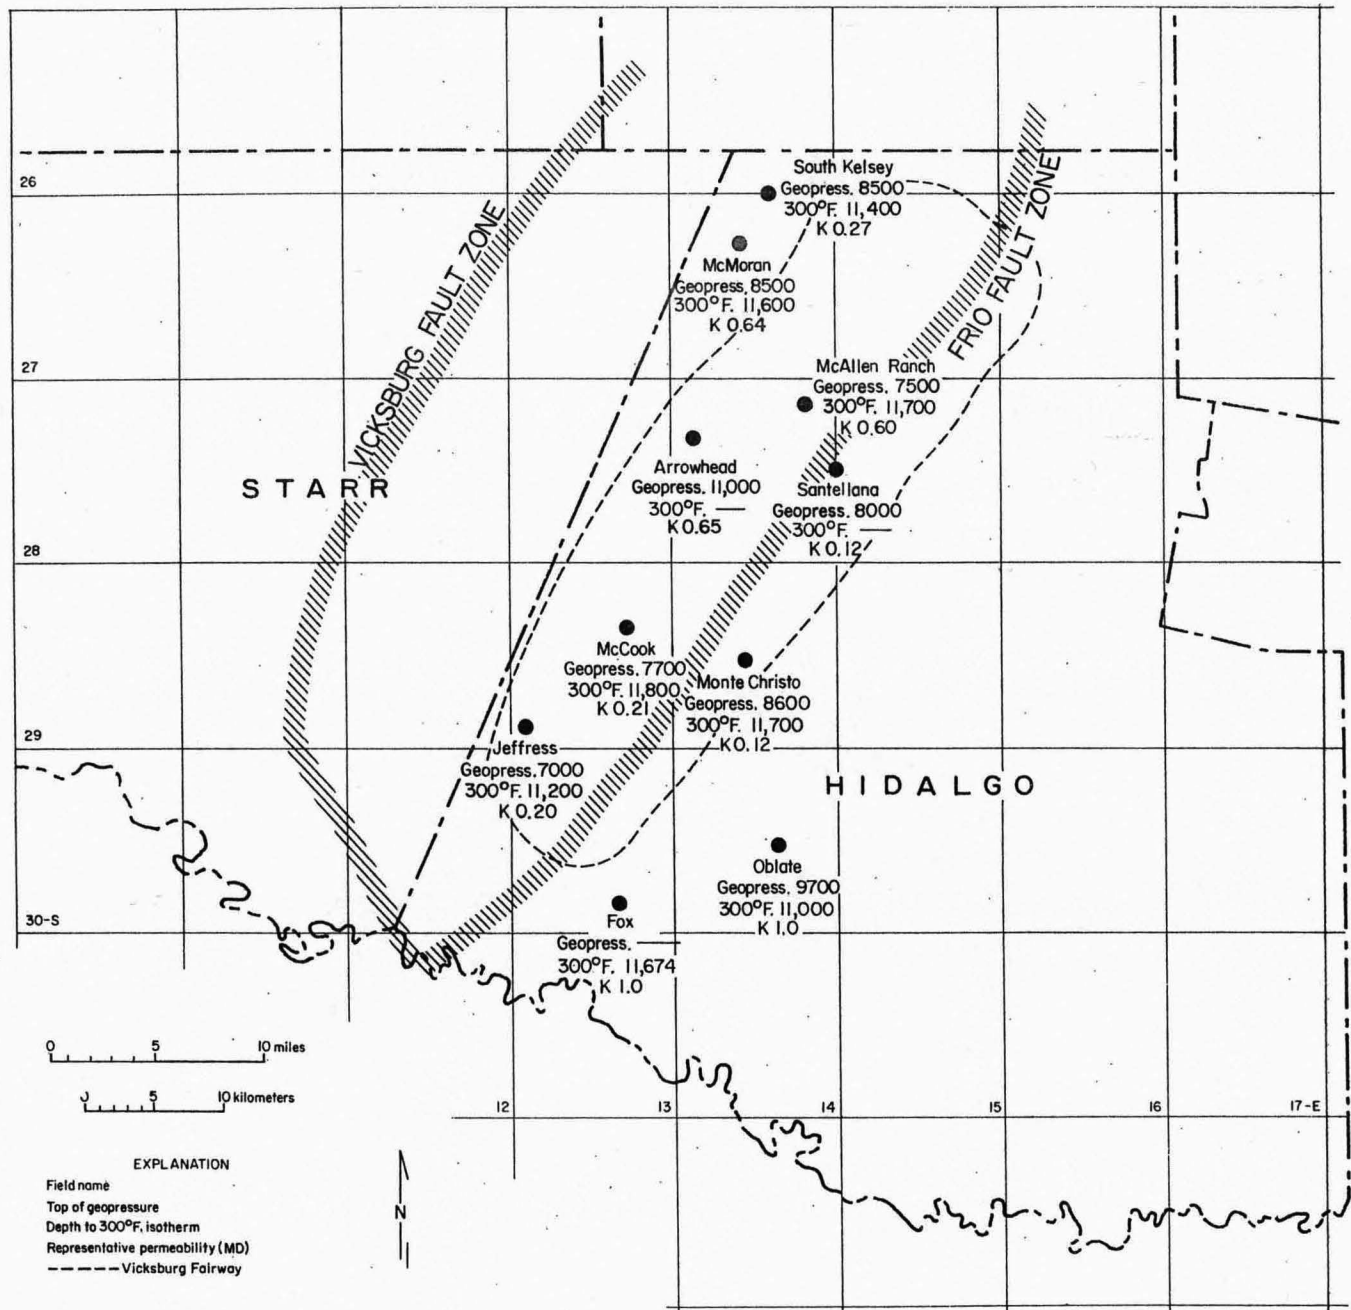 South Kelsey
Geopress. 8500
300°F. 11,400
K 0.27
26
McMoran
Geopress. 8500
300°F. 11,600
K 0.64
VICKSBURG FAULT ZONE
FRIO FAULT ZONE
27
McAllen Ranch
Geopress. 7500
300°F. 11,700
K 0.60
Arrowhead
Geopress. 11,000
300°F. —
K 0.65
STARR
Santellana
Geopress. 8000
300°F. —
K 0.12
28
McCook
Geopress. 7700
300°F. 11,800
K 0.21
Monte Christo
Geopress. 8600
300°F. 11,700
K 0.12
29
Jeffress
Geopress. 7000
300°F. 11,200
K 0.20
HIDALGO
Oblate
Geopress. 9700
300°F. 11,000
K 1.0
30-S
Fox
Geopress. —
300°F. 11,674
K 1.0
0 5 10 miles
0 5 10 kilometers
12 13 14 15 16 17-E
EXPLANATION
Field name
Top of geopressure
Depth to 300°F. isotherm
Representative permeability (MD)
Vicksburg Fairway
N